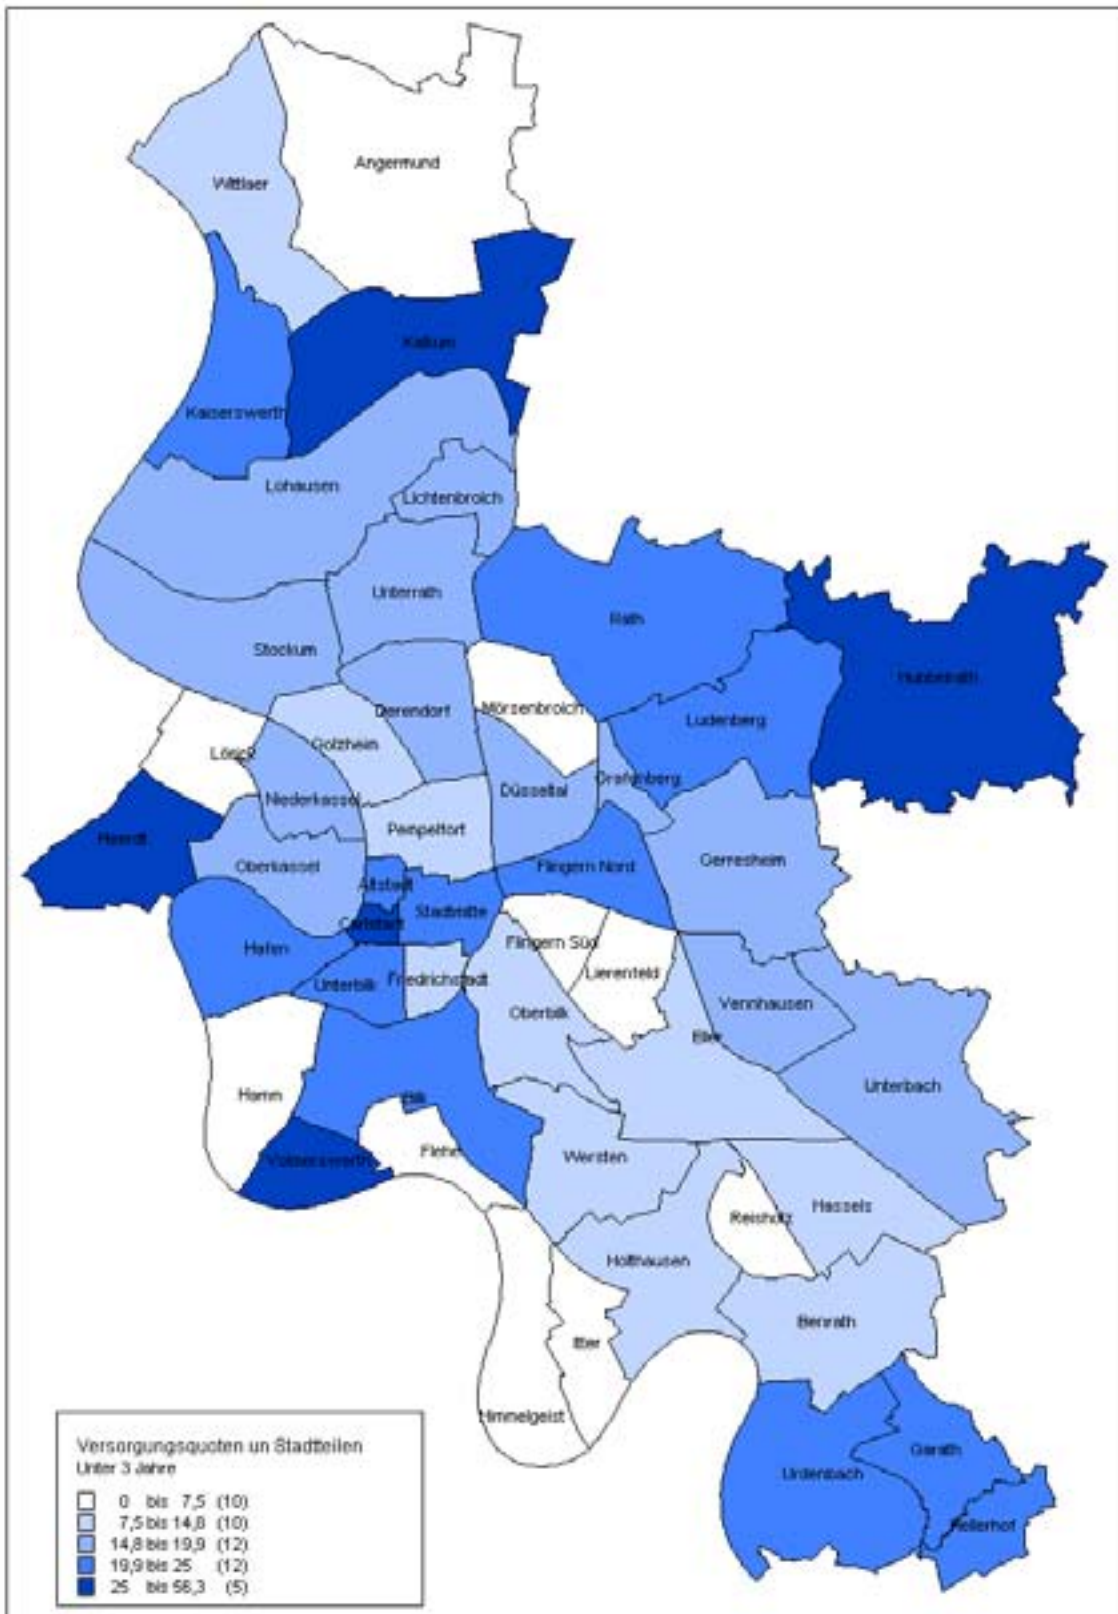 Angermund
Wittlaer
Kalkum
Kaiserswerth
Lohausen
Lichtenbroich
Unterrath
Rath
Stockum
Hubbelrath
Mörsenbroich
Derendorf
Ludenberg
Golzheim
Lörick
Grafenberg
Düsseltal
Niederkassel
Pempelfort
Heerdt
Oberkassel
Flingern Nord
Gerresheim
Altstadt
Stadtmitte
Carlstadt
Hafen
Flingern Süd
Lierenfeld
Unterbilk
Friedrichstadt
Vennhausen
Oberbilk
Eller
Unterbach
Hamm
Bilk
Flehe
Volmerswerth
Wersten
Hassels
Reisholz
Holthausen
Benrath
Itter
Himmelgeist
Garath
Urdenbach
Hellerhof
Versorgungsquoten un Stadtteilen
Unter 3 Jahre
0 bis 7,5 (10)
7,5 bis 14,8 (10)
14,8 bis 19,9 (12)
19,9 bis 25 (12)
25 bis 56,3 (5)